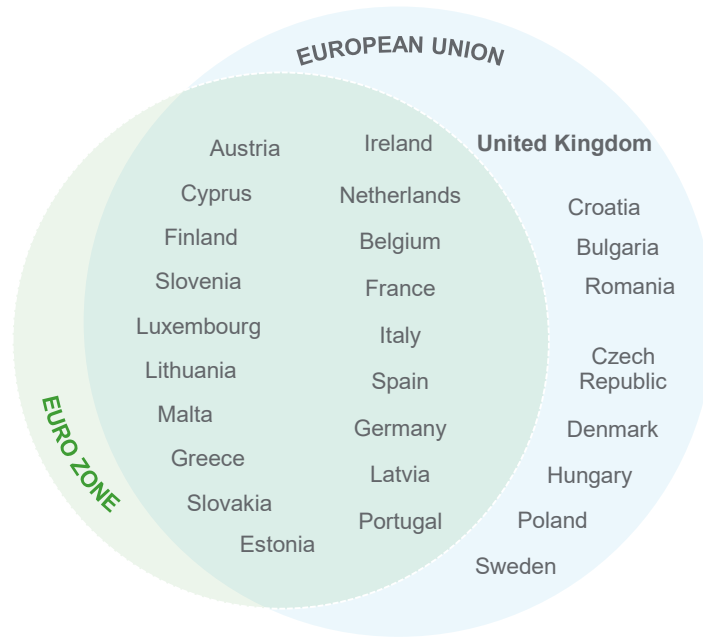 EUROPEAN UNION
Austria
Cyprus
Finland
Slovenia
Luxembourg
Lithuania
Malta
Greece
Slovakia
Estonia
Ireland
Netherlands
Belgium
France
Italy
Spain
Germany
Latvia
Portugal
United Kingdom
Croatia
Bulgaria
Romania
Czech
Republic
Denmark
Hungary
Poland
Sweden
EURO ZONE